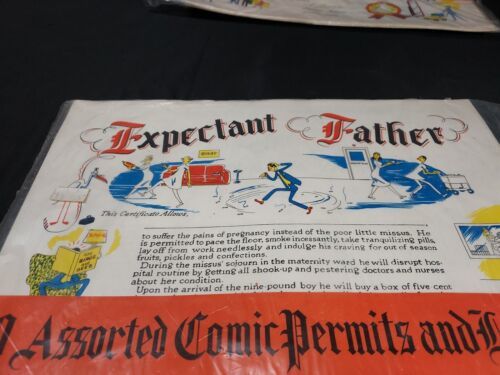 Expectant Father
This Certificate Allows,
to suffer the pains of pregnancy instead of the poor little missus. He
is permitted to pace the floor, smoke incessantly, take tranquilizing pills,
lay off from work needlessly and indulge his craving for out of season
fruits, pickles and confections.
During the missus' sojourn in the maternity ward he will disrupt hos-
pital routine by getting all shook-up and pestering doctors and nurses
about her condition.
Upon the arrival of the nine pound boy he will buy a box of five cent
Assorted Comic Permits and